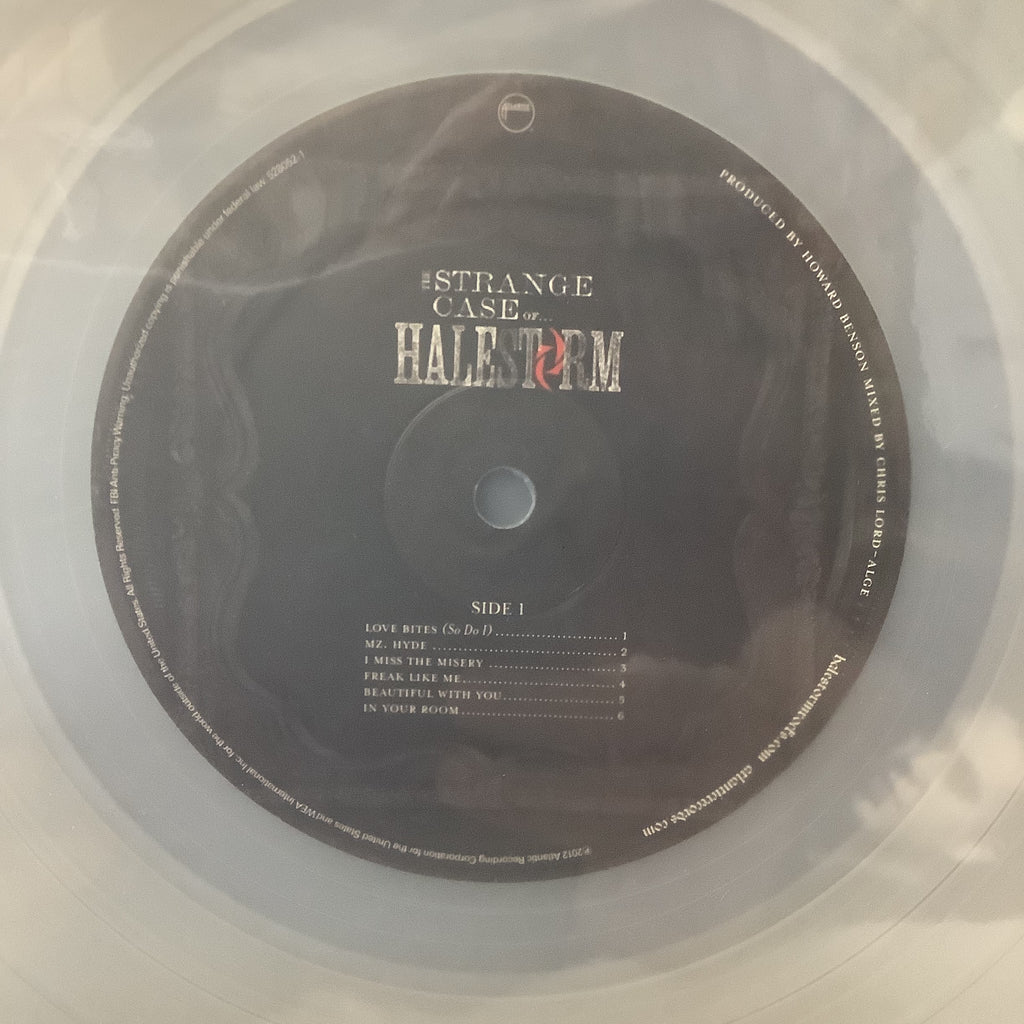 THE STRANGE
CASE OF...
HALESTORM
SIDE 1
LOVE BITES (So Do I) 1
MZ. HYDE 2
I MISS THE MISERY 3
FREAK LIKE ME 4
BEAUTIFUL WITH YOU 5
IN YOUR ROOM 6
PRODUCED BY HOWARD BENSON MIXED BY CHRIS LORD-ALGE
halestormrocks.com atlanticrecords.com
℗2012 Atlantic Recording Corporation for the United States and WEA International Inc. for the world outside of the United States. All Rights Reserved. FBI Anti-Piracy Warning: Unauthorized copying is punishable under federal law. 528062-1